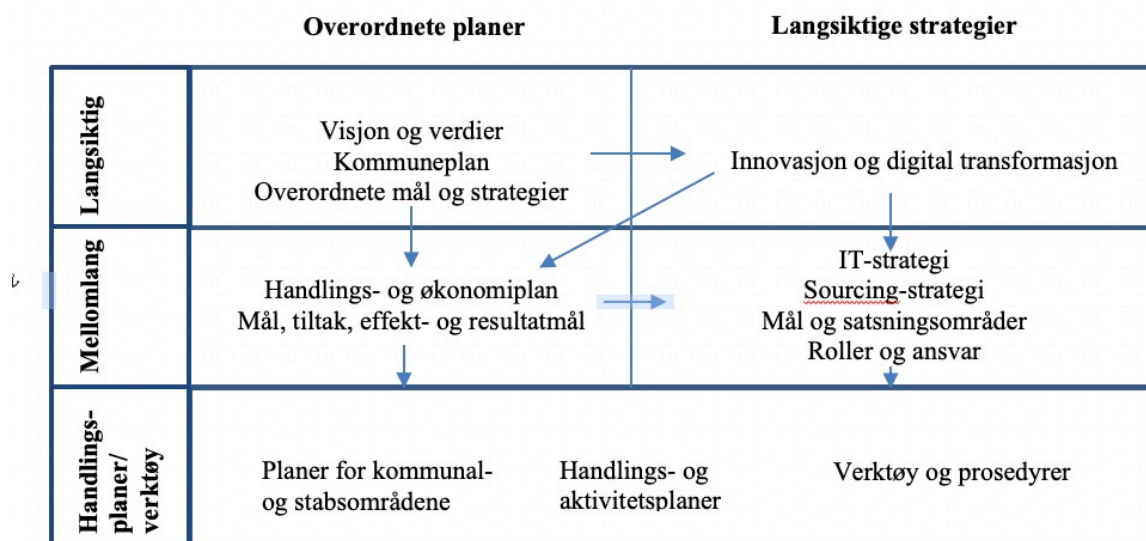 Overordnete planer
Langsiktige strategier
Langsiktig
Visjon og verdier
Kommuneplan
Overordnete mål og strategier
Innovasjon og digital transformasjon
Mellomlang
Handlings- og økonomiplan
Mål, tiltak, effekt- og resultatmål
IT-strategi
Sourcing-strategi
Mål og satsningsområder
Roller og ansvar
Handlings-
planer/
verktøy
Planer for kommunal-
og stabsområdene
Handlings- og
aktivitetsplaner
Verktøy og prosedyrer